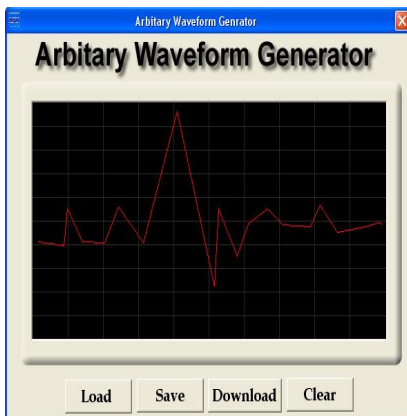 Arbitary Waveform Genrator
Arbitary Waveform Generator
Load Save Download Clear